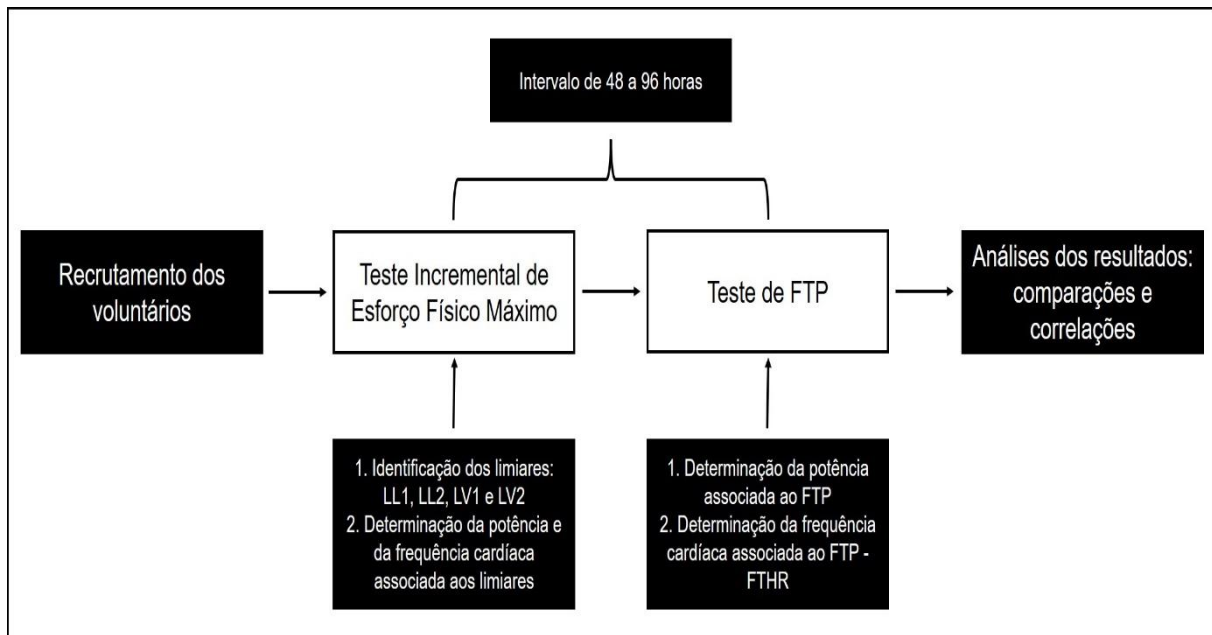 Intervalo de 48 a 96 horas
Recrutamento dos
voluntários
Teste Incremental de
Esforço Físico Máximo
Teste de FTP
Análises dos resultados:
comparações e
correlações
1. Identificação dos limiares:
LL1, LL2, LV1 e LV2
2. Determinação da potência e
da frequência cardíaca
associada aos limiares
1. Determinação da potência
associada ao FTP
2. Determinação da frequência
cardíaca associada ao FTP -
FTHR